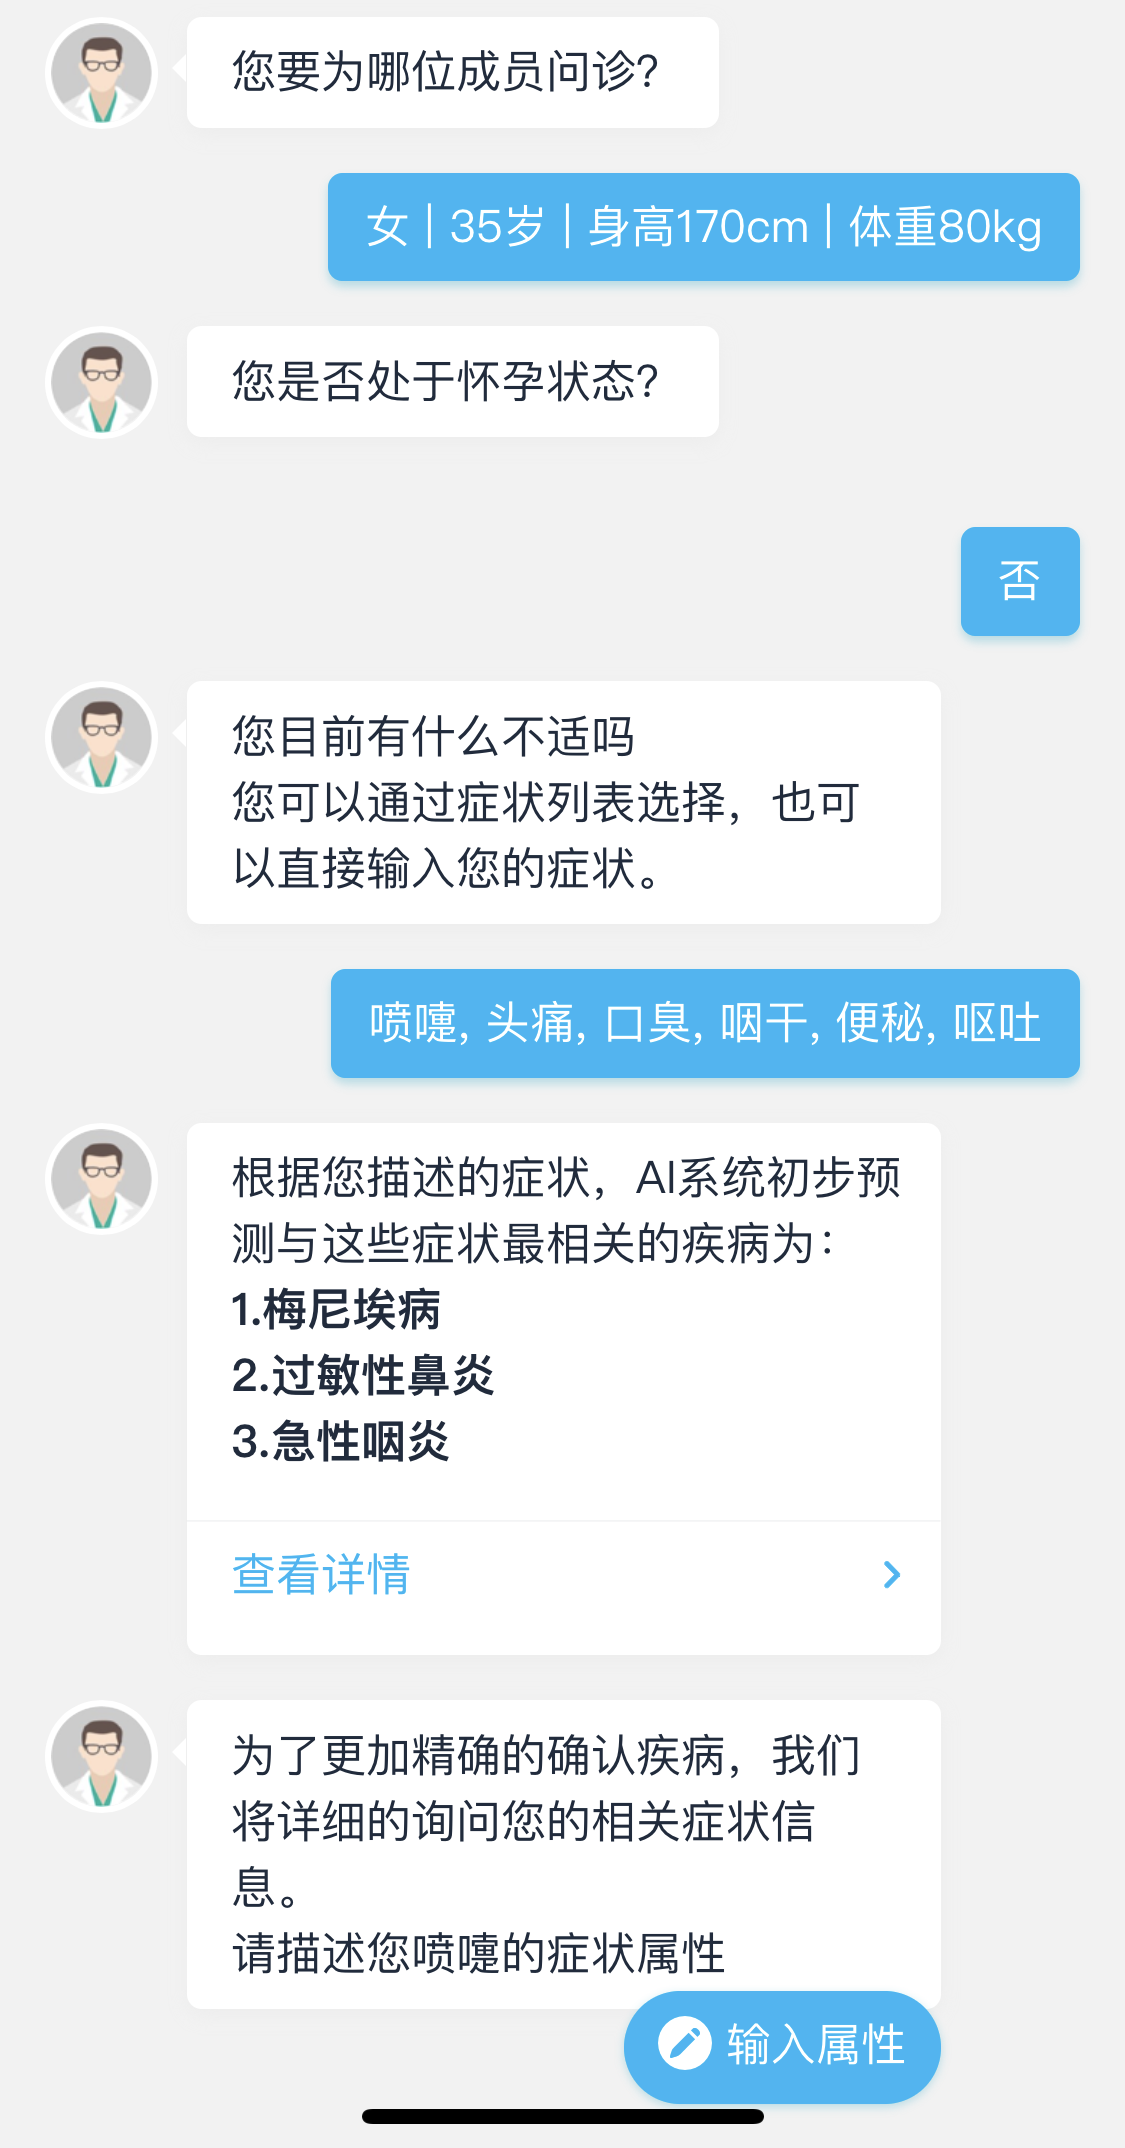 您要为哪位成员问诊?
女 | 35岁 | 身高170cm | 体重80kg
您是否处于怀孕状态?
否
您目前有什么不适吗
您可以通过症状列表选择，也可
以直接输入您的症状。
喷嚏, 头痛, 口臭, 咽干, 便秘, 呕吐
根据您描述的症状，AI系统初步预
测与这些症状最相关的疾病为：
1.梅尼埃病
2.过敏性鼻炎
3.急性咽炎
查看详情
为了更加精确的确认疾病，我们
将详细的询问您的相关症状信
息。
请描述您喷嚏的症状属性
输入属性